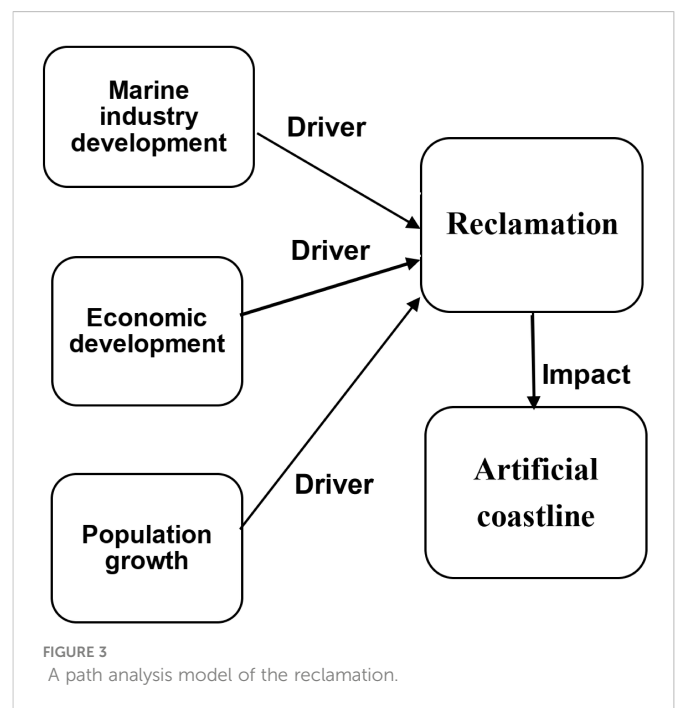 Marine
industry
development
Driver
Reclamation
Driver
Economic
development
Impact
Artificial
coastline
Driver
Population
growth
FIGURE 3
A path analysis model of the reclamation.